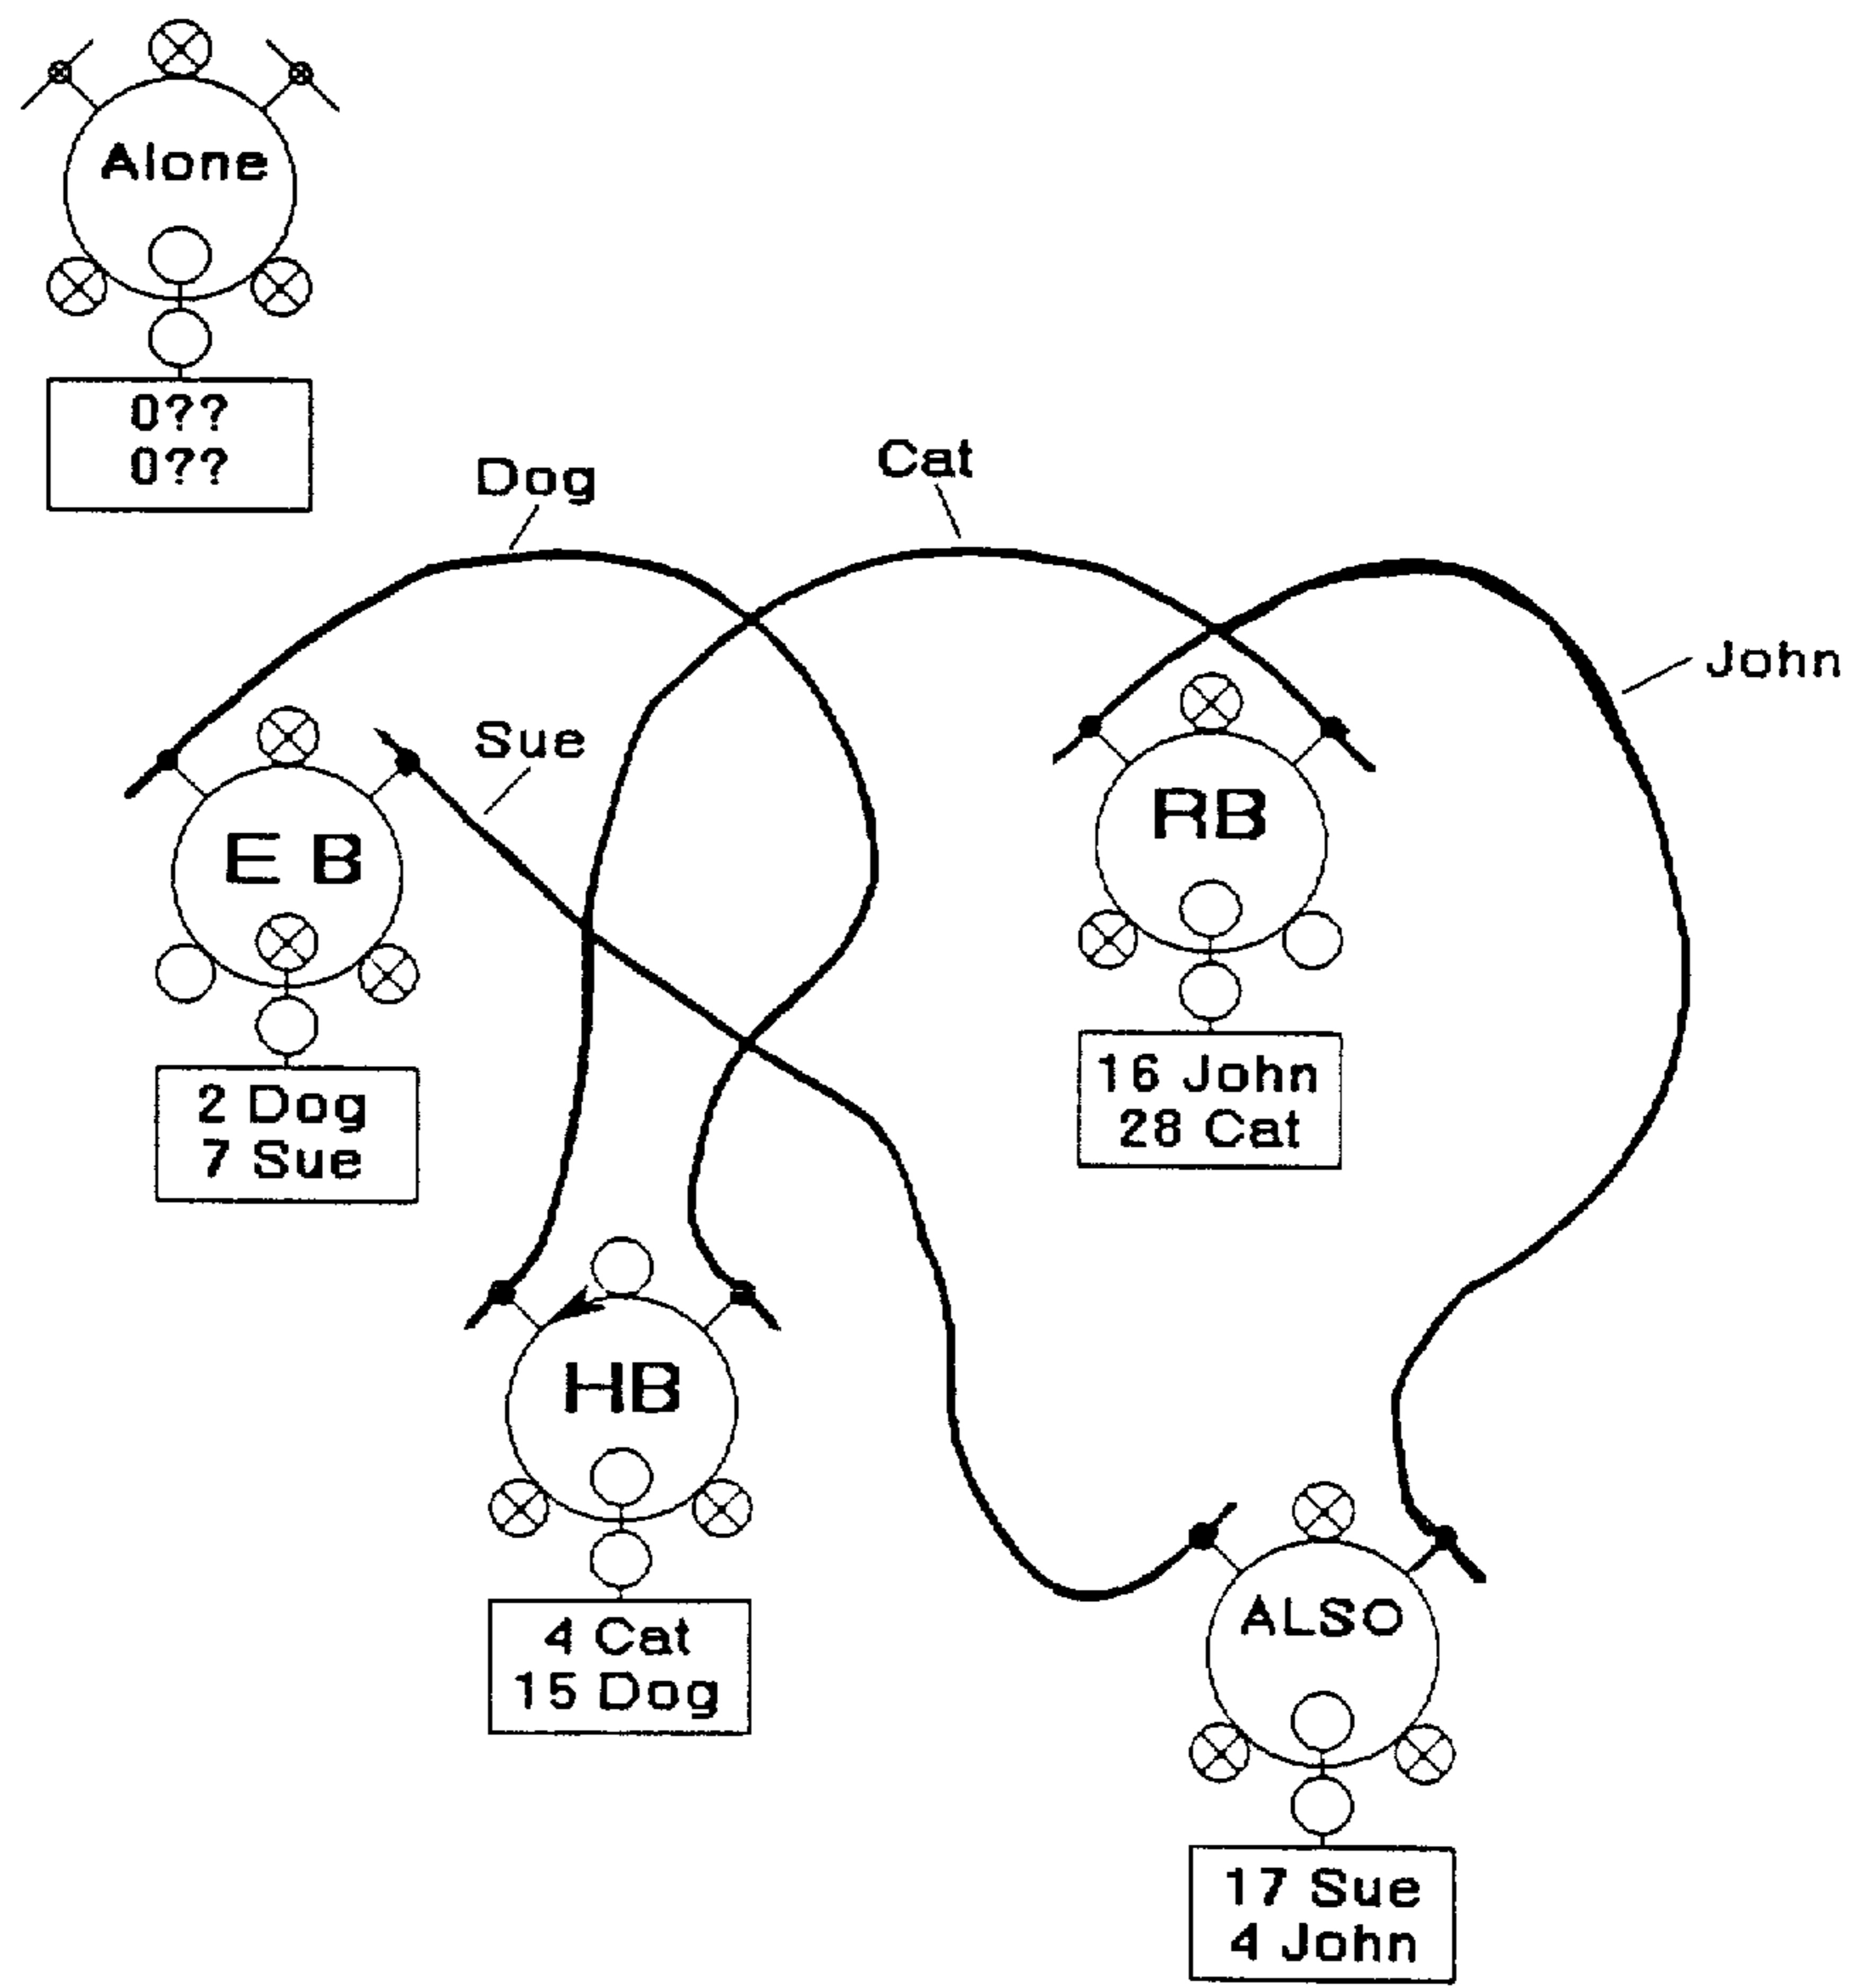 Alone
0??
0??
Dog
Cat
John
Sue
E B
RB
2 Dog
7 Sue
16 John
28 Cat
HB
4 Cat
15 Dog
ALSO
17 Sue
4 John